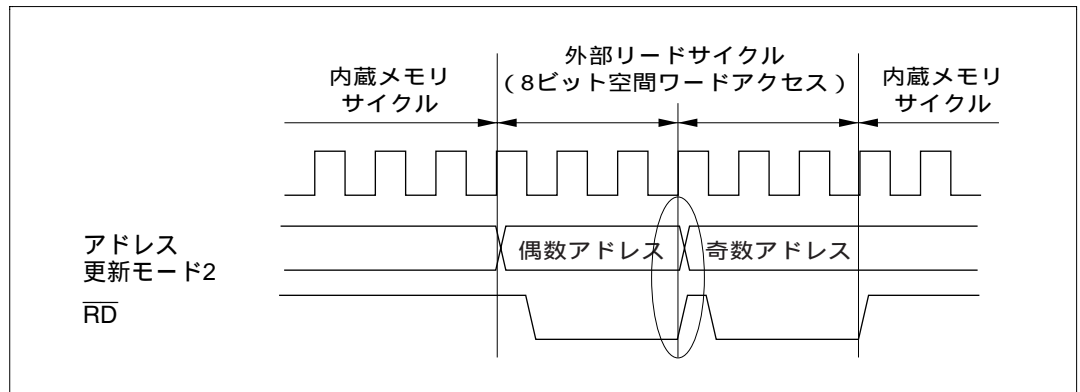 外部リードサイクル
（8ビット空間ワードアクセス）
内蔵メモリ
サイクル
内蔵メモリ
サイクル
アドレス
更新モード2
偶数アドレス
奇数アドレス
RD